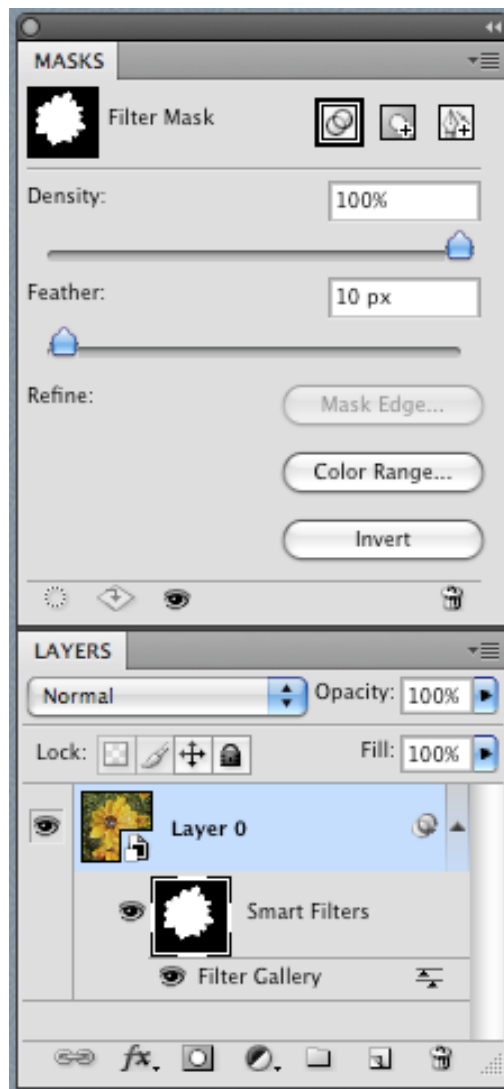 MASKS
Filter Mask
Density: 100%
Feather: 10 px
Refine: Mask Edge...
Color Range...
Invert
LAYERS
Normal Opacity: 100%
Lock: Fill: 100%
Layer 0
Smart Filters
Filter Gallery
fx.